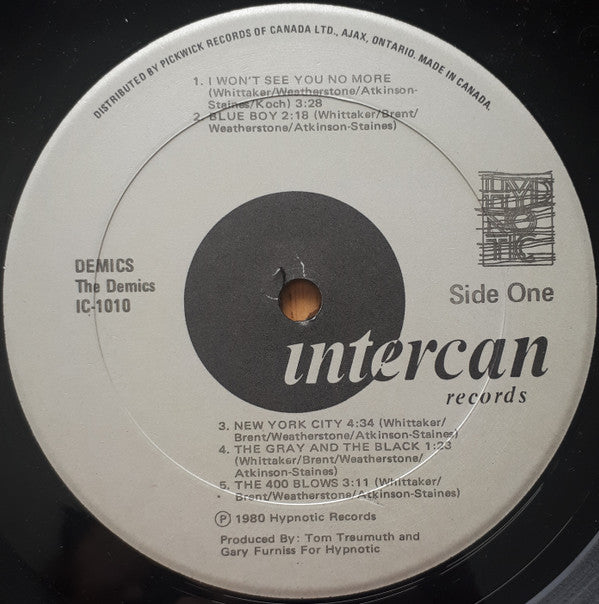 DISTRIBUTED BY PICKWICK RECORDS OF CANADA LTD., AJAX, ONTARIO. MADE IN CANADA.
1. I WON'T SEE YOU NO MORE
(Whittaker/Weatherstone/Atkinson-
Staines/Koch) 3:28
2. BLUE BOY 2:18 (Whittaker/Brent/
Weatherstone/Atkinson-Staines)
HYP
NO
TIC
DEMICS
The Demics
IC-1010
Side One
intercan
records
3. NEW YORK CITY 4:34 (Whittaker/
Brent/Weatherstone/Atkinson-Staines)
4. THE GRAY AND THE BLACK 1:23
(Whittaker/Brent/Weatherstone/
Atkinson-Staines)
5. THE 400 BLOWS 3:11 (Whittaker/
Brent/Weatherstone/Atkinson-Staines)
℗ 1980 Hypnotic Records
Produced By: Tom Treumuth and
Gary Furniss For Hypnotic